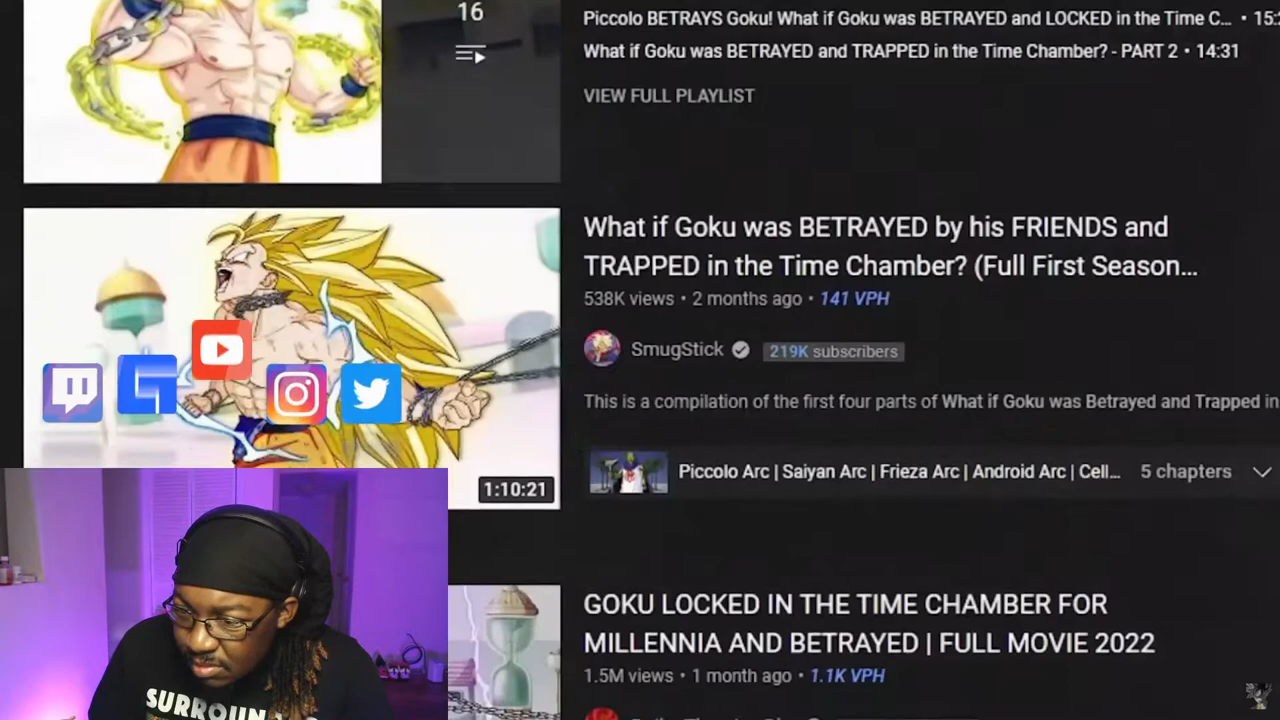 16
Piccolo BETRAYS Goku! What if Goku was BETRAYED and LOCKED in the Time C... •
What if Goku was BETRAYED and TRAPPED in the Time Chamber? - PART 2 • 14:31
VIEW FULL PLAYLIST
What if Goku was BETRAYED by his FRIENDS and
TRAPPED in the Time Chamber? (Full First Season...
538K views • 2 months ago • 141 VPH
SmugStick
219K subscribers
This is a compilation of the first four parts of What if Goku was Betrayed and Trapped in
Piccolo Arc | Saiyan Arc | Frieza Arc | Android Arc | Cell...
5 chapters
1:10:21
GOKU LOCKED IN THE TIME CHAMBER FOR
MILLENNIA AND BETRAYED | FULL MOVIE 2022
1.5M views • 1 month ago • 1.1K VPH